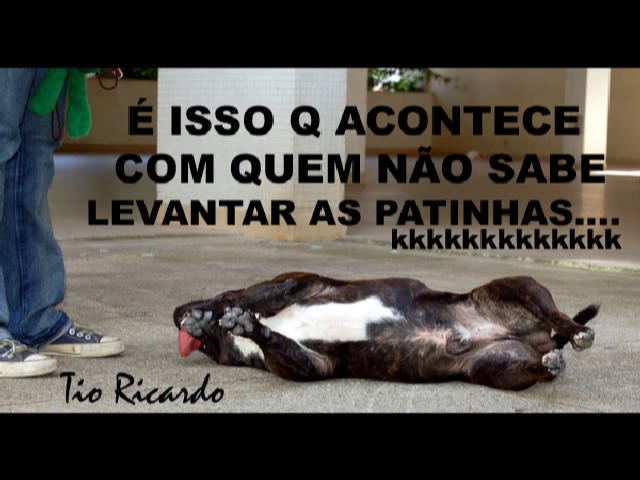 É ISSO Q ACONTECE
COM QUEM NÃO SABE
LEVANTAR AS PATINHAS....
kkkkkkkkkkkkk
Tio Ricardo